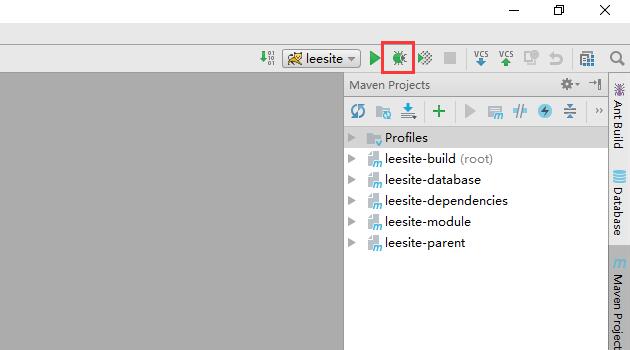 leesite
VCS
VCS
Maven Projects
Profiles
leesite-build (root)
leesite-database
leesite-dependencies
leesite-module
leesite-parent
Ant Build
Database
Maven Project